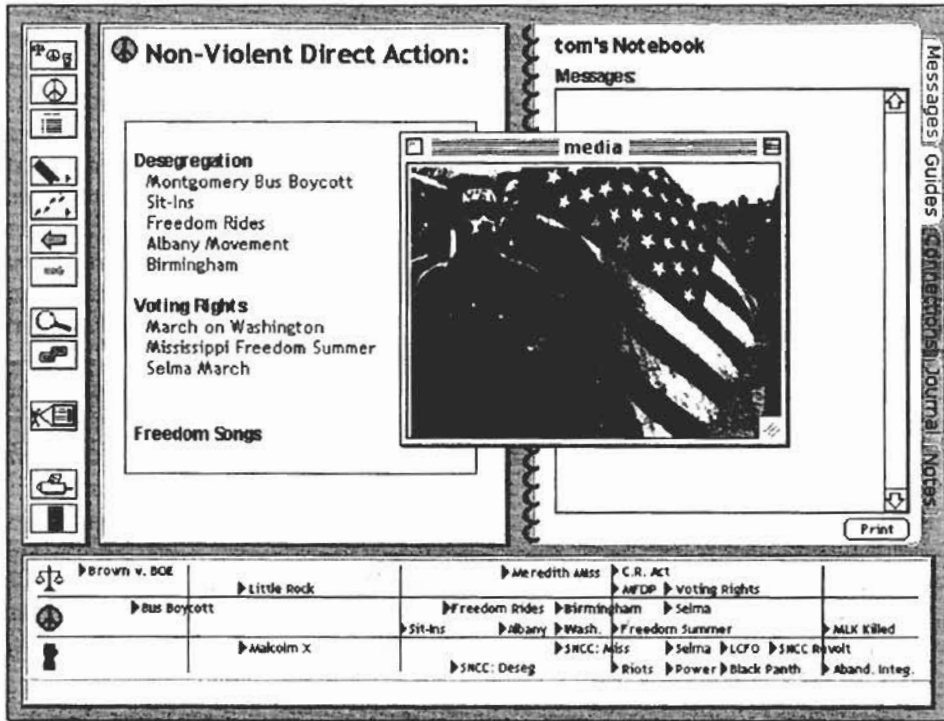 Non-Violent Direct Action:
Desegregation
Montgomery Bus Boycott
Sit-Ins
Freedom Rides
Albany Movement
Birmingham
Voting Rights
March on Washington
Mississippi Freedom Summer
Selma March
Freedom Songs
media
tom's Notebook
Messages:
Print
Messages
Guides
Connections
Journal
Notes
Brown v. BOE
Meredith Miss
C.R. Act
Little Rock
MFDP
Voting Rights
Bus Boycott
Freedom Rides
Birmingham
Selma
Sit-Ins
Albany
Wash.
Freedom Summer
MLK Killed
Malcolm X
SNCC: Miss
Selma
LCFO
SNCC Revolt
SNCC: Deseg
Riots
Power
Black Panth
Aband. Integ.